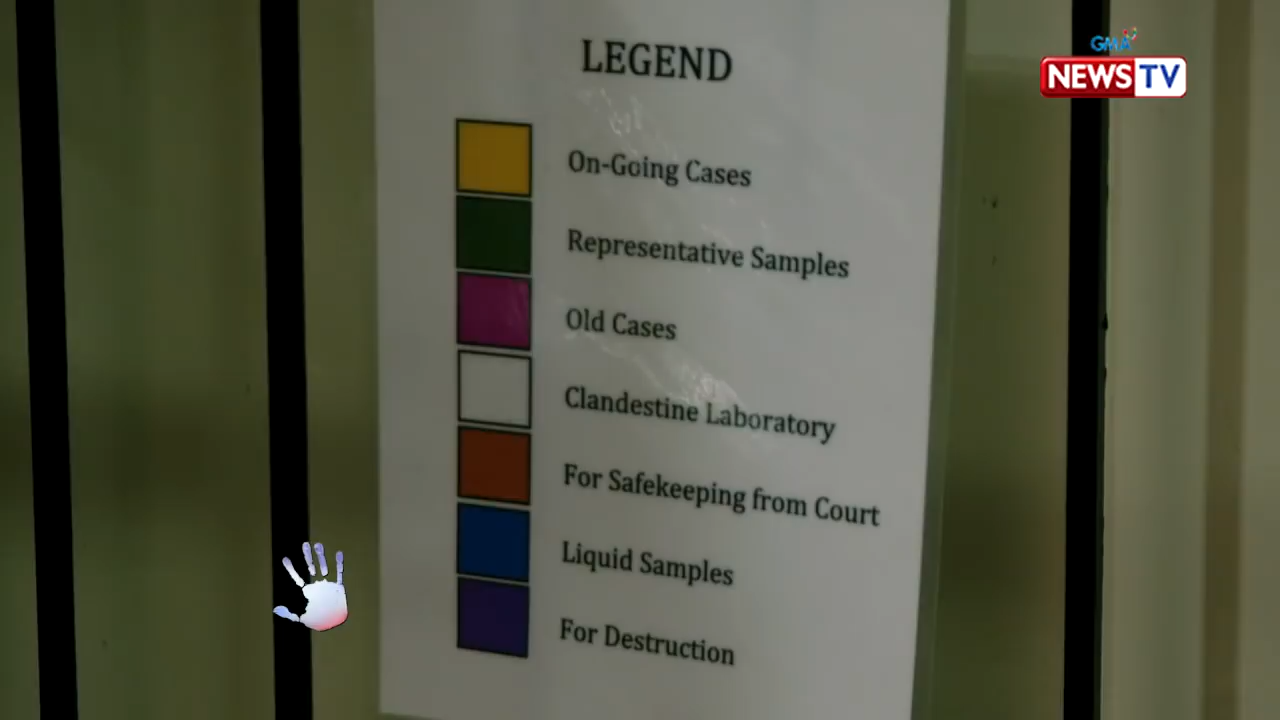 GMA
NEWS TV
LEGEND
On-Going Cases
Representative Samples
Old Cases
Clandestine Laboratory
For Safekeeping from Court
Liquid Samples
For Destruction